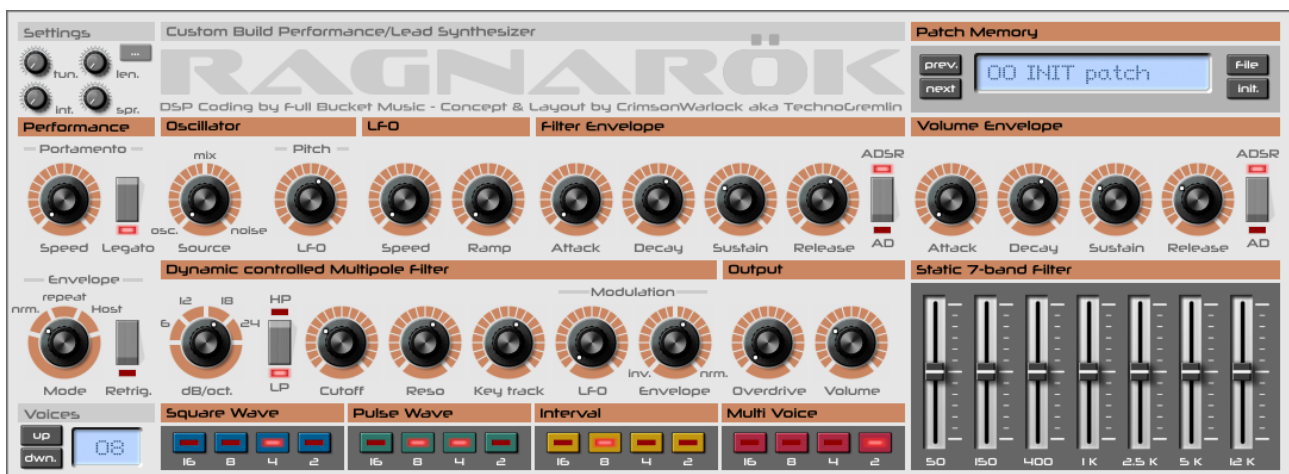 Settings
Custom Build Performance/Lead Synthesizer
Patch Memory
...
tun. len.
int. spr.
RAGNARÖK
DSP Coding by Full Bucket Music - Concept & Layout by CrimsonWarlock aka TechnoGremlin
prev. 00 INIT patch File
next init.
Performance Oscillator LFO Filter Envelope Volume Envelope
Portamento mix Pitch ADSR ADSR
osc. noise
Speed Legato Source LFO Speed Ramp Attack Decay Sustain Release AD Attack Decay Sustain Release AD
Dynamic controlled Multipole Filter Output Static 7-band Filter
Envelope
nrm. repeat Host
6 12 18 24 HP
Modulation
inv. nrm.
Mode Retrig. dB/oct. LP Cutoff Reso Key track LFO Envelope Overdrive Volume
Voices Square Wave Pulse Wave Interval Multi Voice
up 08
dwn.
16 8 4 2 16 8 4 2 16 8 4 2 16 8 4 2
50 150 400 1K 2.5 K 5 K 12 K